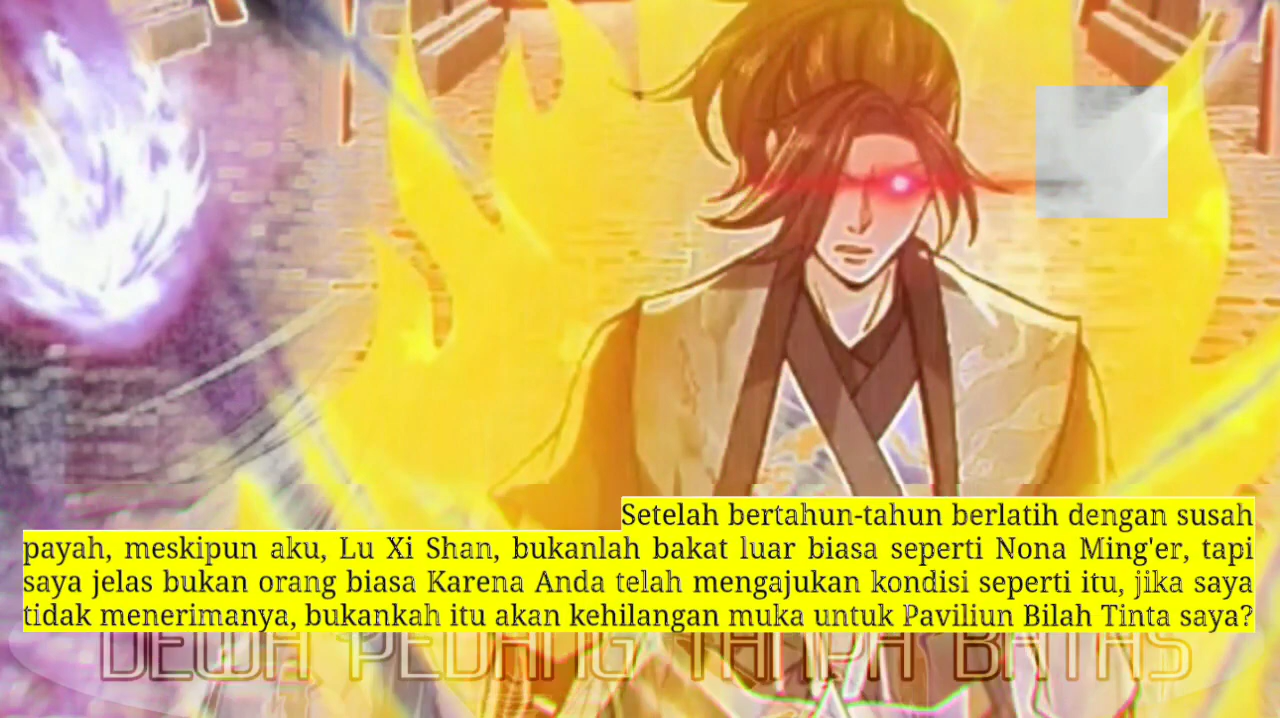 Setelah bertahun-tahun berlatih dengan susah
payah, meskipun aku, Lu Xi Shan, bukanlah bakat luar biasa seperti Nona Ming'er, tapi
saya jelas bukan orang biasa Karena Anda telah mengajukan kondisi seperti itu, jika saya
tidak menerimanya, bukankah itu akan kehilangan muka untuk Paviliun Bilah Tinta saya?
DEWA PEDANG TANPA BATAS